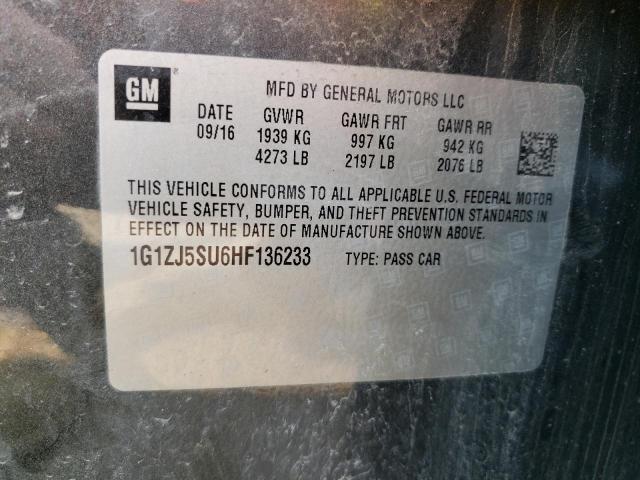 GM
MFD BY GENERAL MOTORS LLC
DATE GVWR GAWR FRT GAWR RR
09/16 1939 KG 997 KG 942 KG
4273 LB 2197 LB 2076 LB
THIS VEHICLE CONFORMS TO ALL APPLICABLE U.S. FEDERAL MOTOR
VEHICLE SAFETY, BUMPER, AND THEFT PREVENTION STANDARDS IN
EFFECT ON THE DATE OF MANUFACTURE SHOWN ABOVE.
1G1ZJ5SU6HF136233 TYPE: PASS CAR